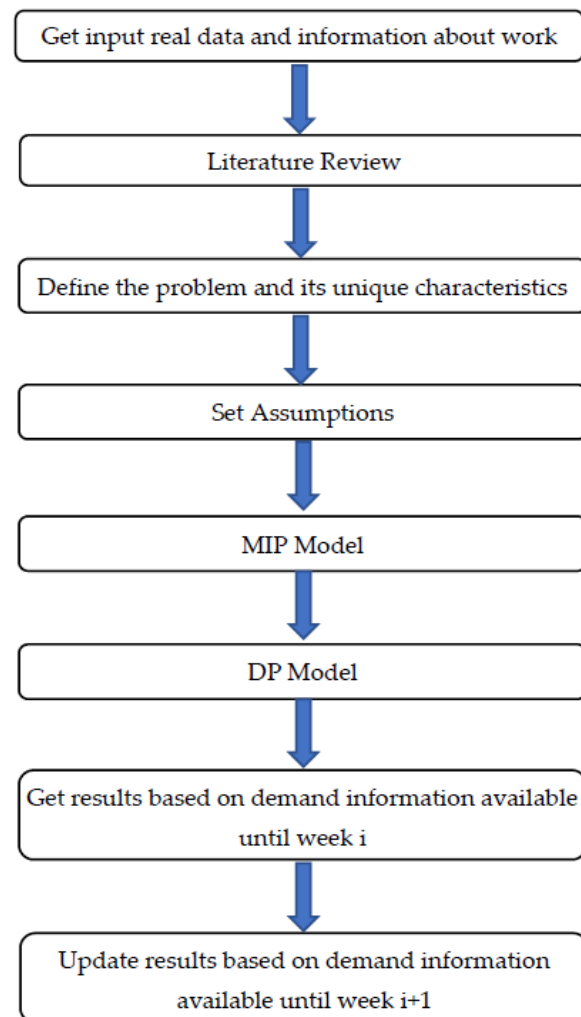 Get input real data and information about work
Literature Review
Define the problem and its unique characteristics
Set Assumptions
MIP Model
DP Model
Get results based on demand information available
until week i
Update results based on demand information
available until week i+1